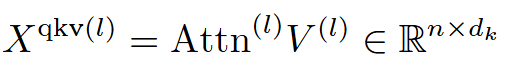 X^{qkv(l)} = Attn^{(l)}V^{(l)} ∈ ℝ^{n×d_k}